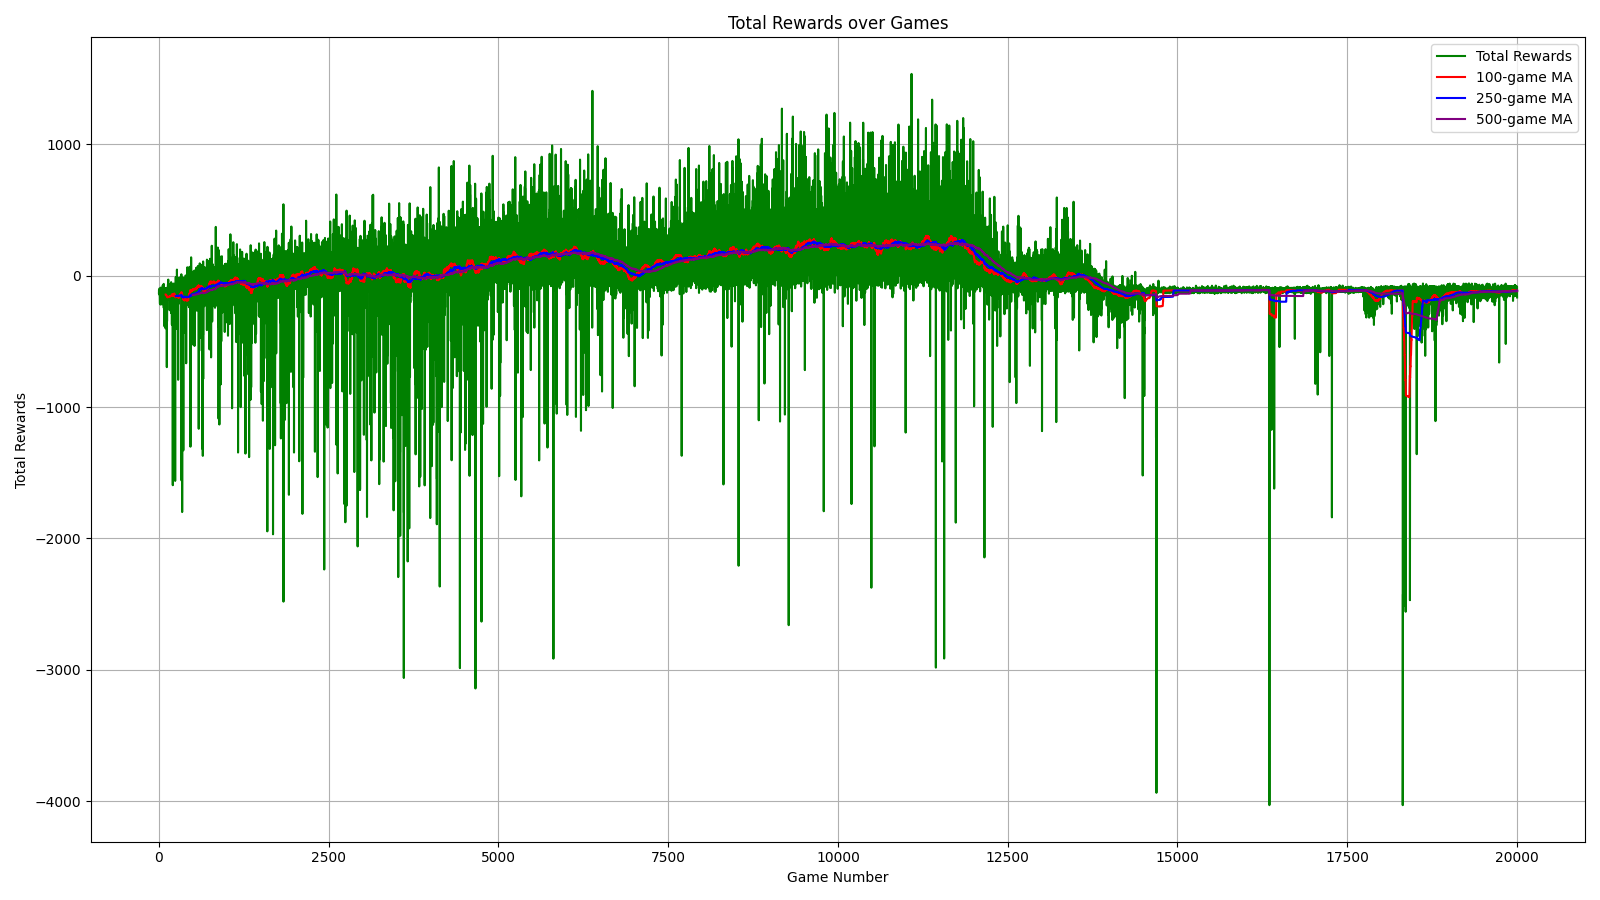 Total Rewards over Games
Total Rewards
100-game MA
250-game MA
500-game MA
1000
0
−1000
−2000
−3000
−4000
Total Rewards
0
2500
5000
7500
10000
12500
15000
17500
20000
Game Number